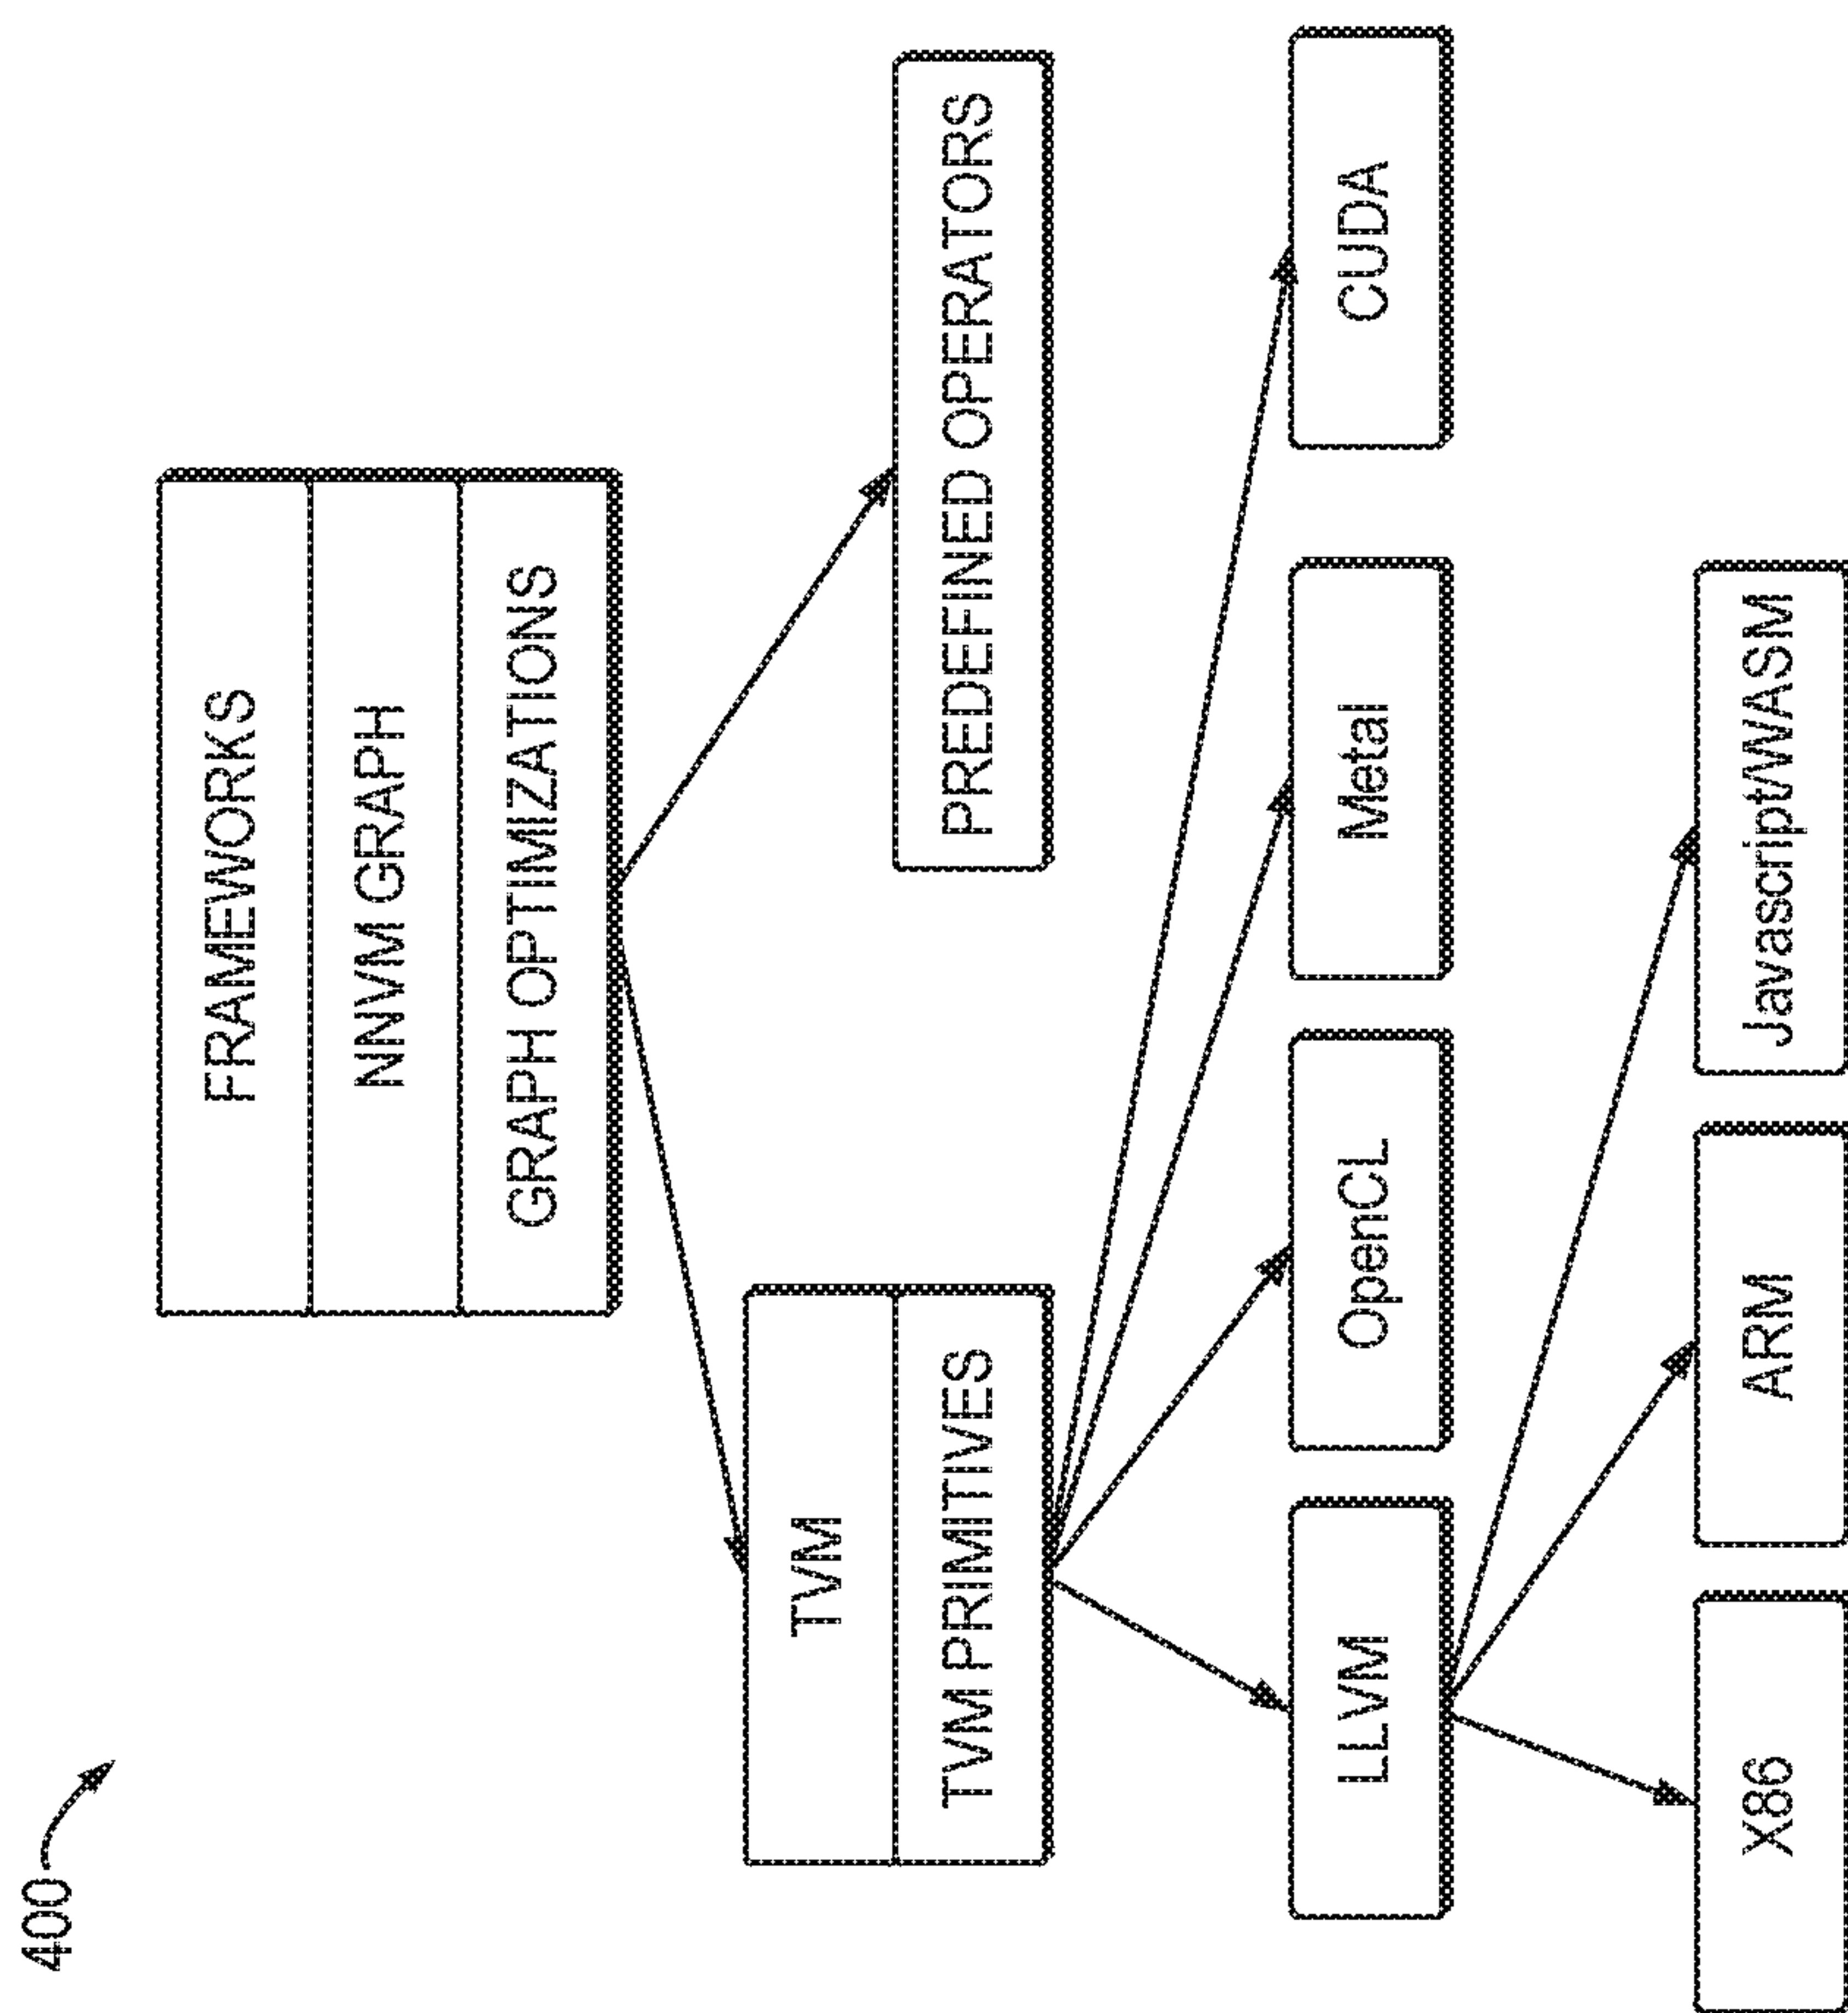 400
FRAMEWORKS
NNVM GRAPH
GRAPH OPTIMIZATIONS
TVM
TVM PRIMITIVES
PREDEFINED OPERATORS
LLVM
OpenCL
Metal
CUDA
X86
ARM
Javascript/WASM